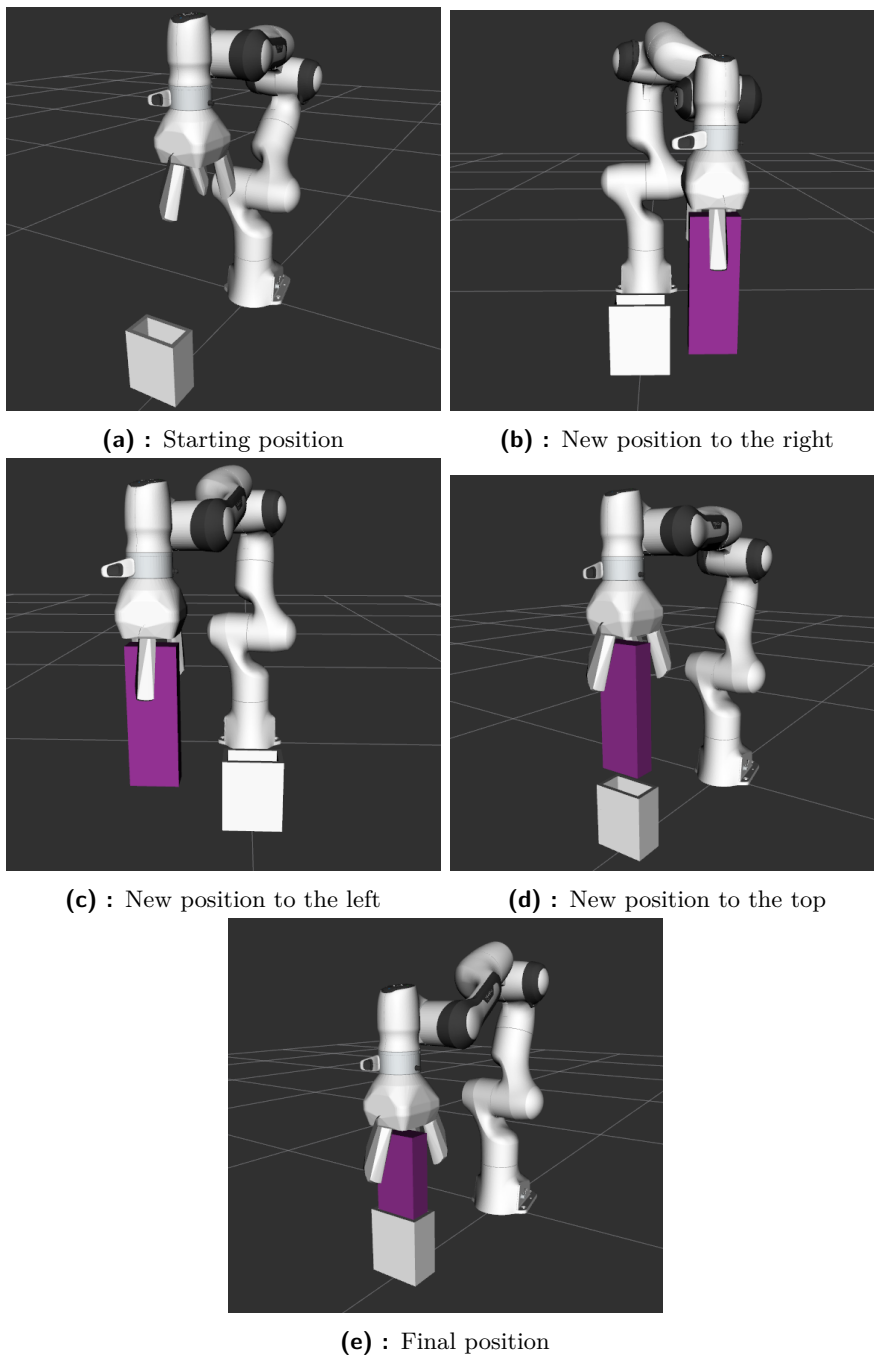 (a) : Starting position
(b) : New position to the right
(c) : New position to the left
(d) : New position to the top
(e) : Final position